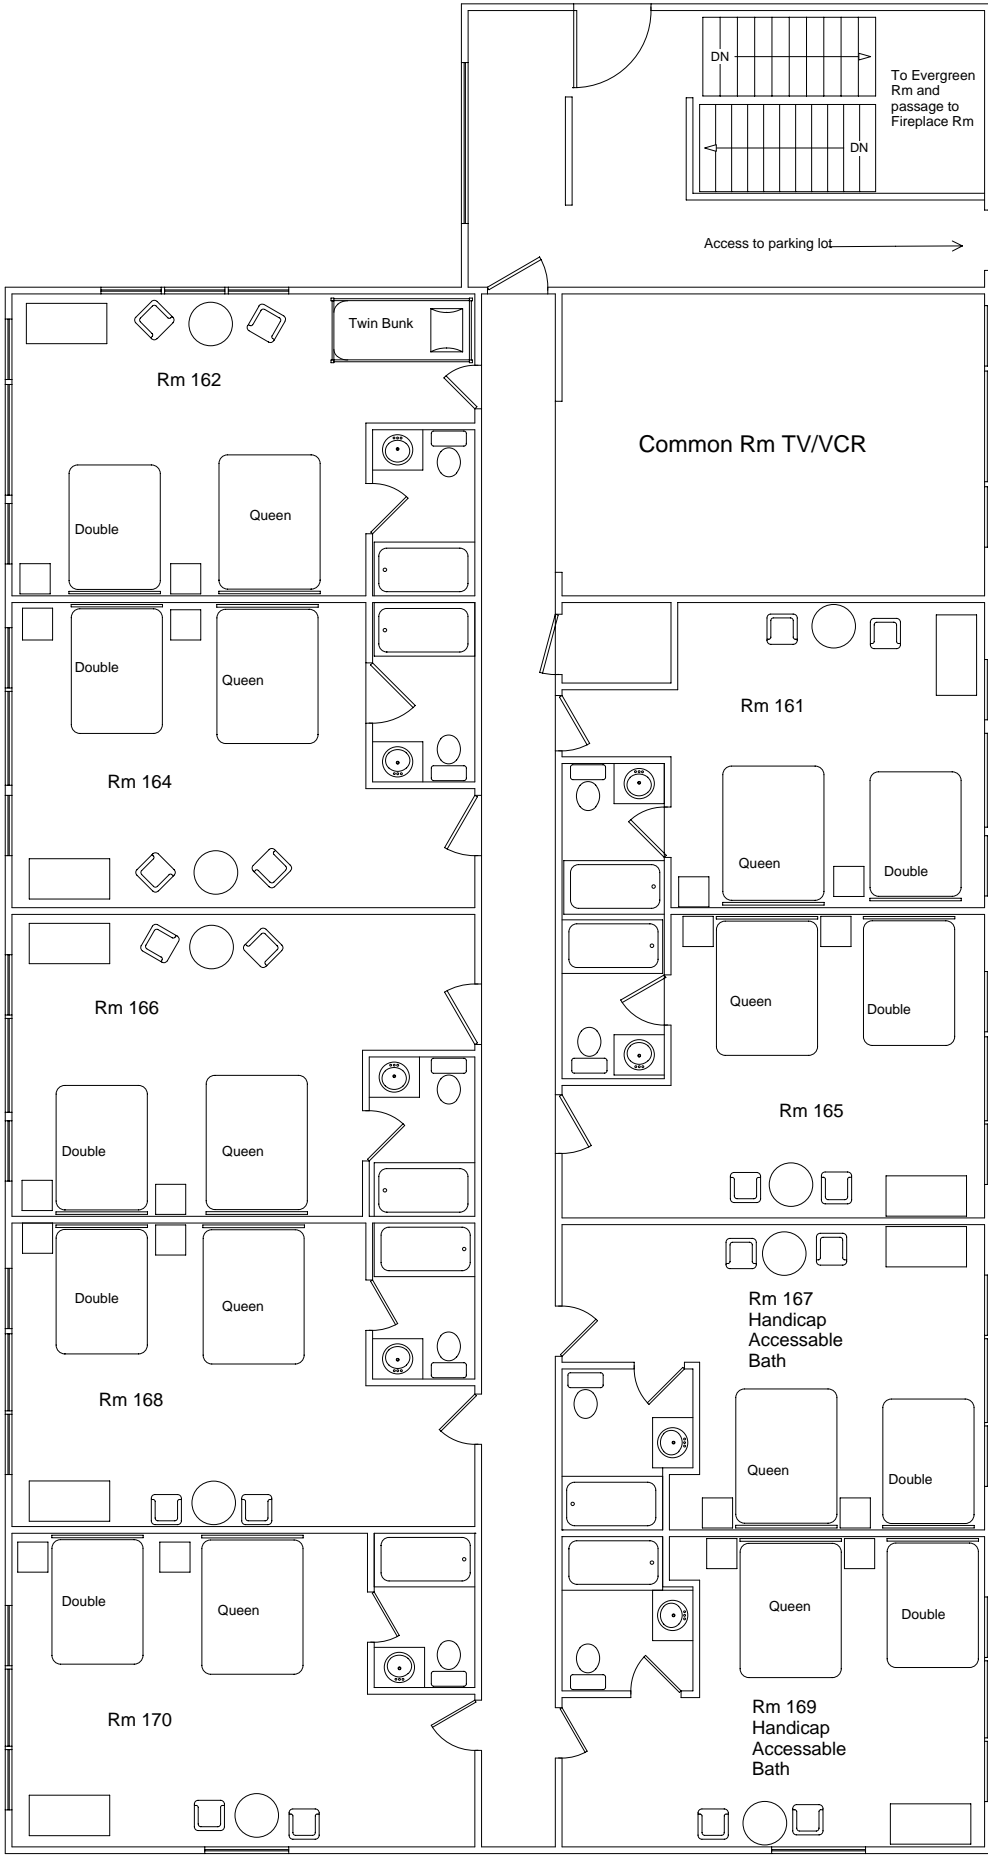 DN
To Evergreen
Rm and
passage to
Fireplace Rm
DN
Access to parking lot
Twin Bunk
Rm 162
Common Rm TV/VCR
Double
Queen
Double
Queen
Rm 164
Rm 161
Queen
Double
Rm 166
Queen
Double
Rm 165
Double
Queen
Double
Queen
Rm 167
Handicap
Accessable
Bath
Rm 168
Queen
Double
Double
Queen
Queen
Double
Rm 170
Rm 169
Handicap
Accessable
Bath